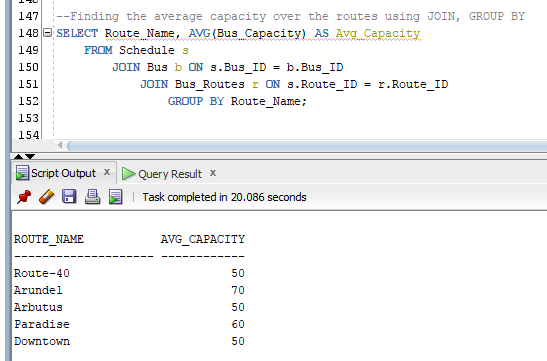 148
147 --Finding the average capacity over the routes using JOIN, GROUP BY
148 SELECT Route_Name, AVG(Bus_Capacity) AS Avg_Capacity
149 FROM Schedule s
150 JOIN Bus b ON s.Bus_ID = b.Bus_ID
151 JOIN Bus_Routes r ON s.Route_ID = r.Route_ID
152 GROUP BY Route_Name;
153
154
Script Output x Query Result x
Task completed in 20.086 seconds
ROUTE_NAME AVG_CAPACITY
-------------------- ------------
Route-40 50
Arundel 70
Arbutus 50
Paradise 60
Downtown 50